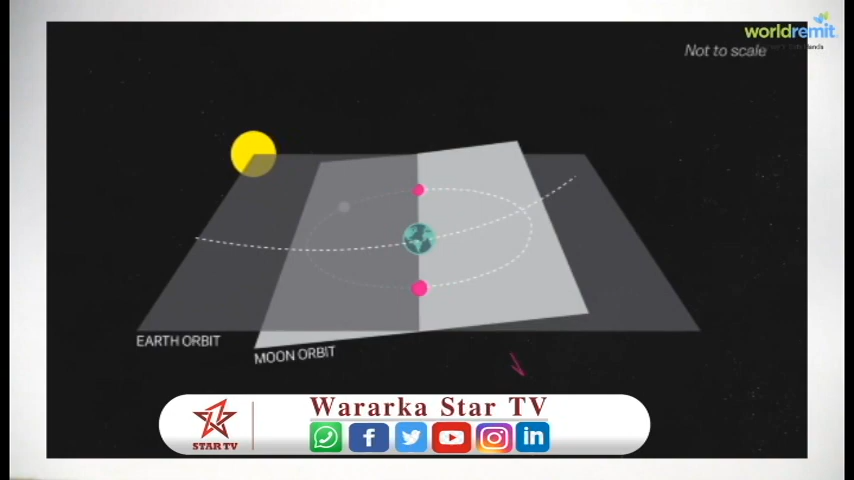 worldremit
Not to scale
EARTH ORBIT
MOON ORBIT
Wararka Star TV
STAR TV